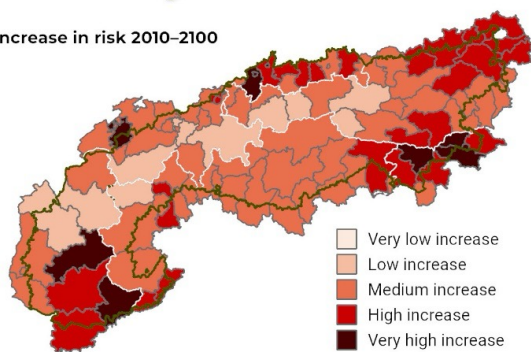 ncrease in risk 2010–2100
Very low increase
Low increase
Medium increase
High increase
Very high increase